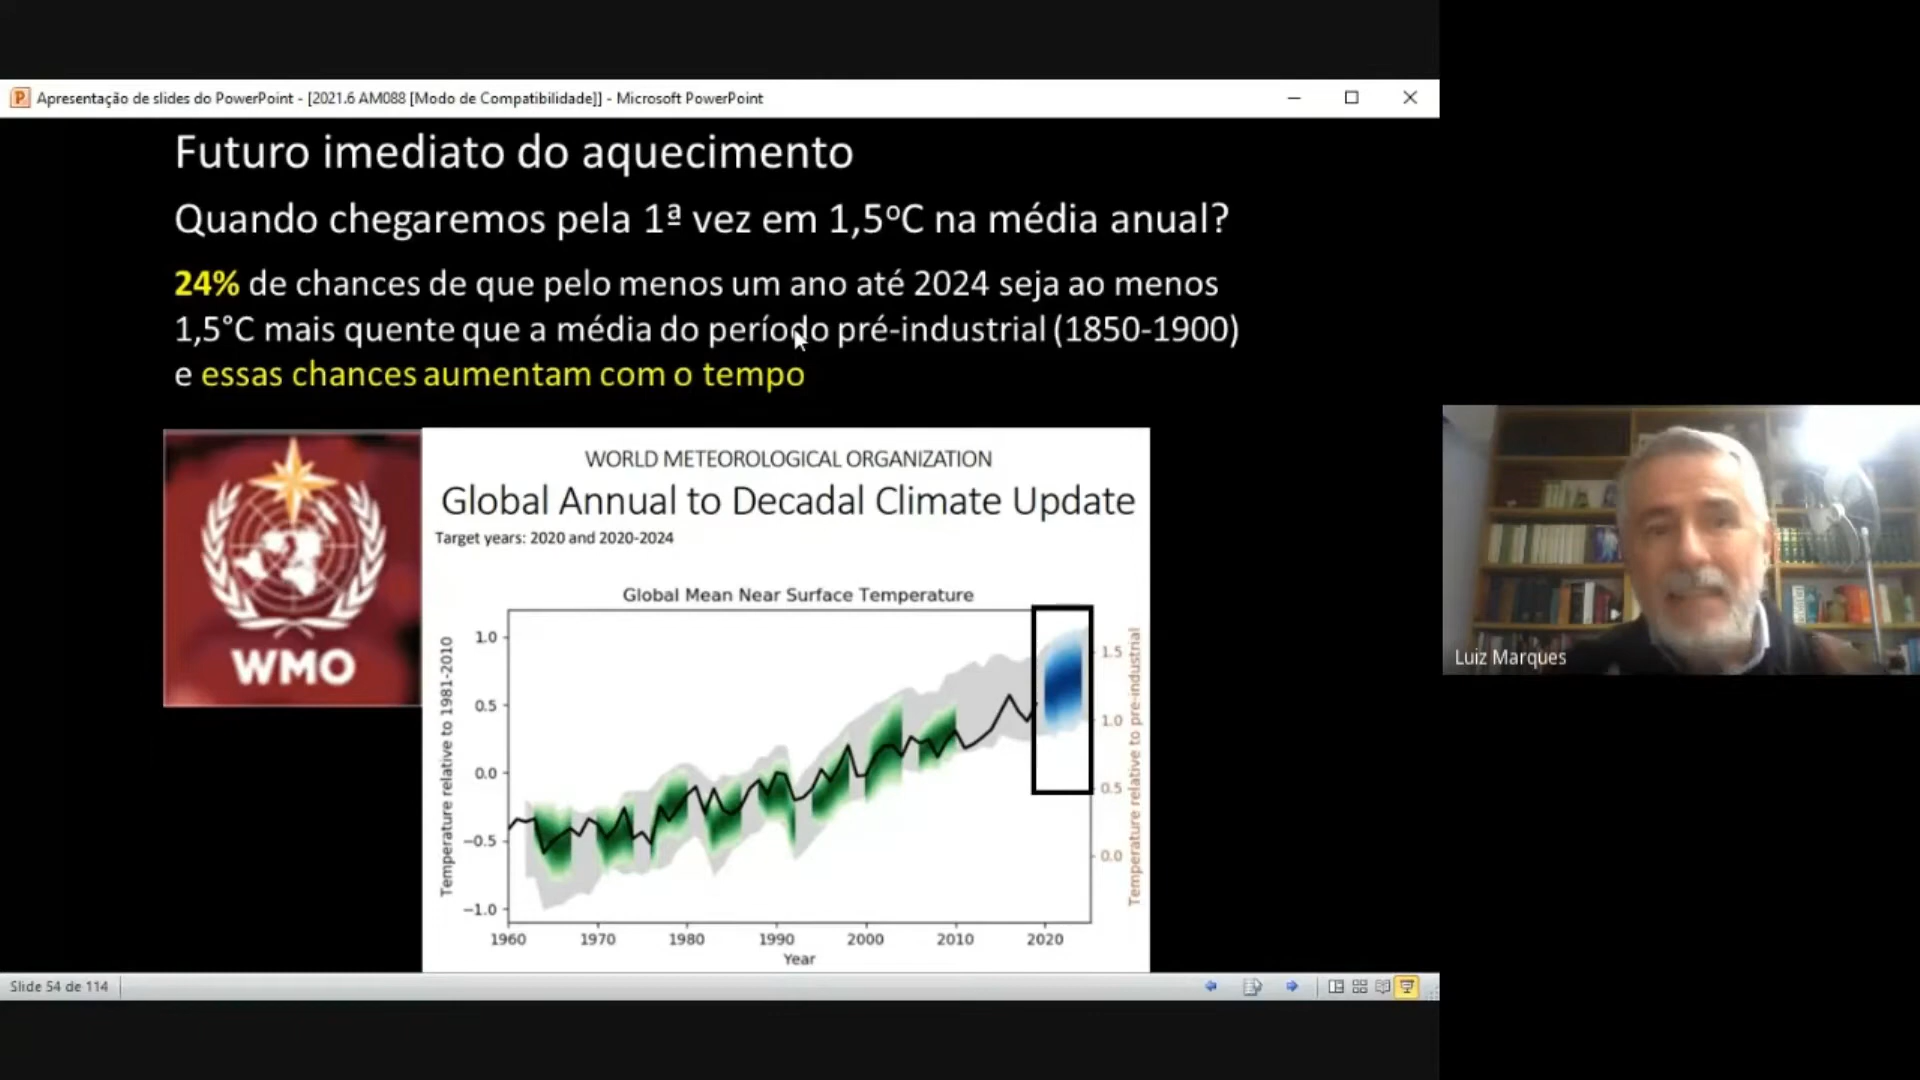 Apresentação de slides do PowerPoint - [2021.6 AM088 [Modo de Compatibilidade]] - Microsoft PowerPoint
Futuro imediato do aquecimento
Quando chegaremos pela 1ª vez em 1,5ºC na média anual?
24% de chances de que pelo menos um ano até 2024 seja ao menos
1,5°C mais quente que a média do período pré-industrial (1850-1900)
e essas chances aumentam com o tempo
WMO
WORLD METEOROLOGICAL ORGANIZATION
Global Annual to Decadal Climate Update
Target years: 2020 and 2020-2024
Global Mean Near Surface Temperature
Temperature relative to 1981-2010
1.0
0.5
0.0
−0.5
−1.0
1960 1970 1980 1990 2000 2010 2020
Year
1.5
1.0
0.5
0.0
Temperature relative to pre-industrial
Luiz Marques
Slide 54 de 114